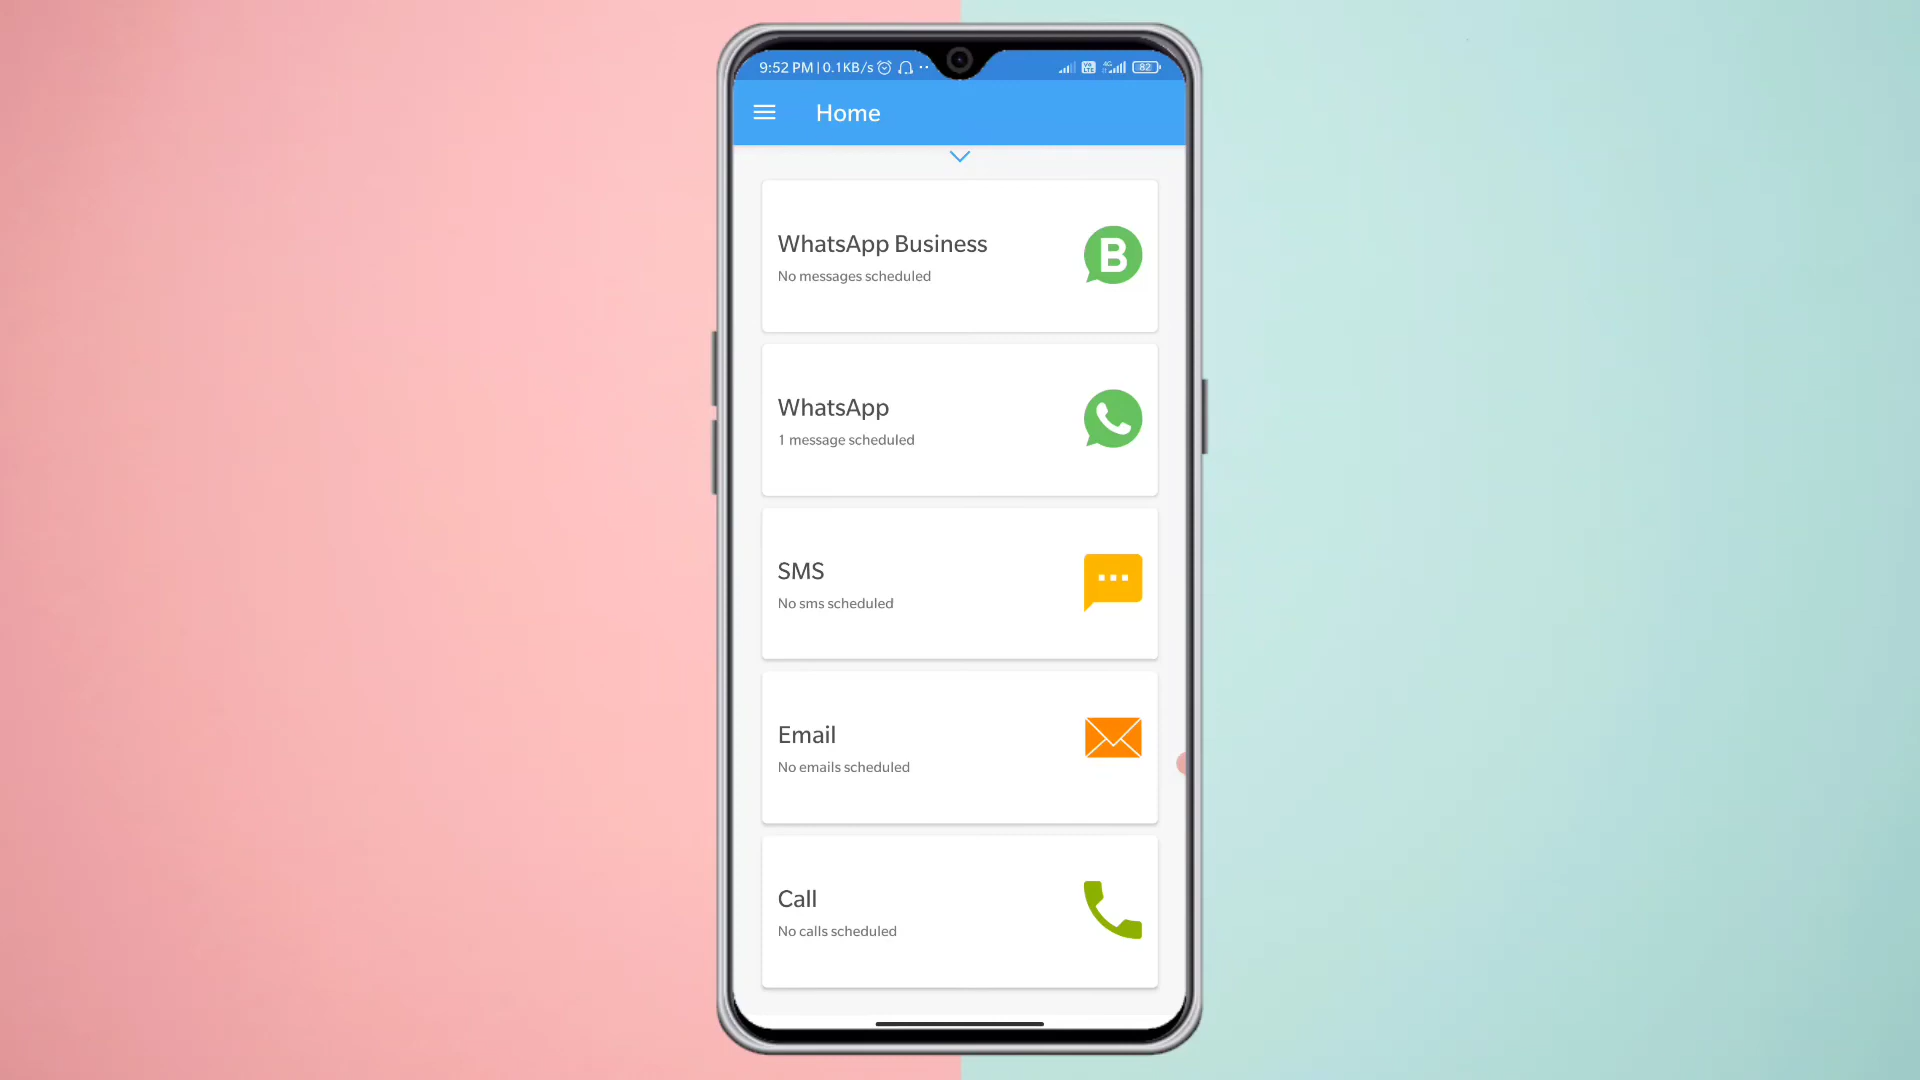 9:52 PM | 0.1KB/s
82
Home
WhatsApp Business
No messages scheduled
B
WhatsApp
1 message scheduled
SMS
No sms scheduled
Email
No emails scheduled
Call
No calls scheduled